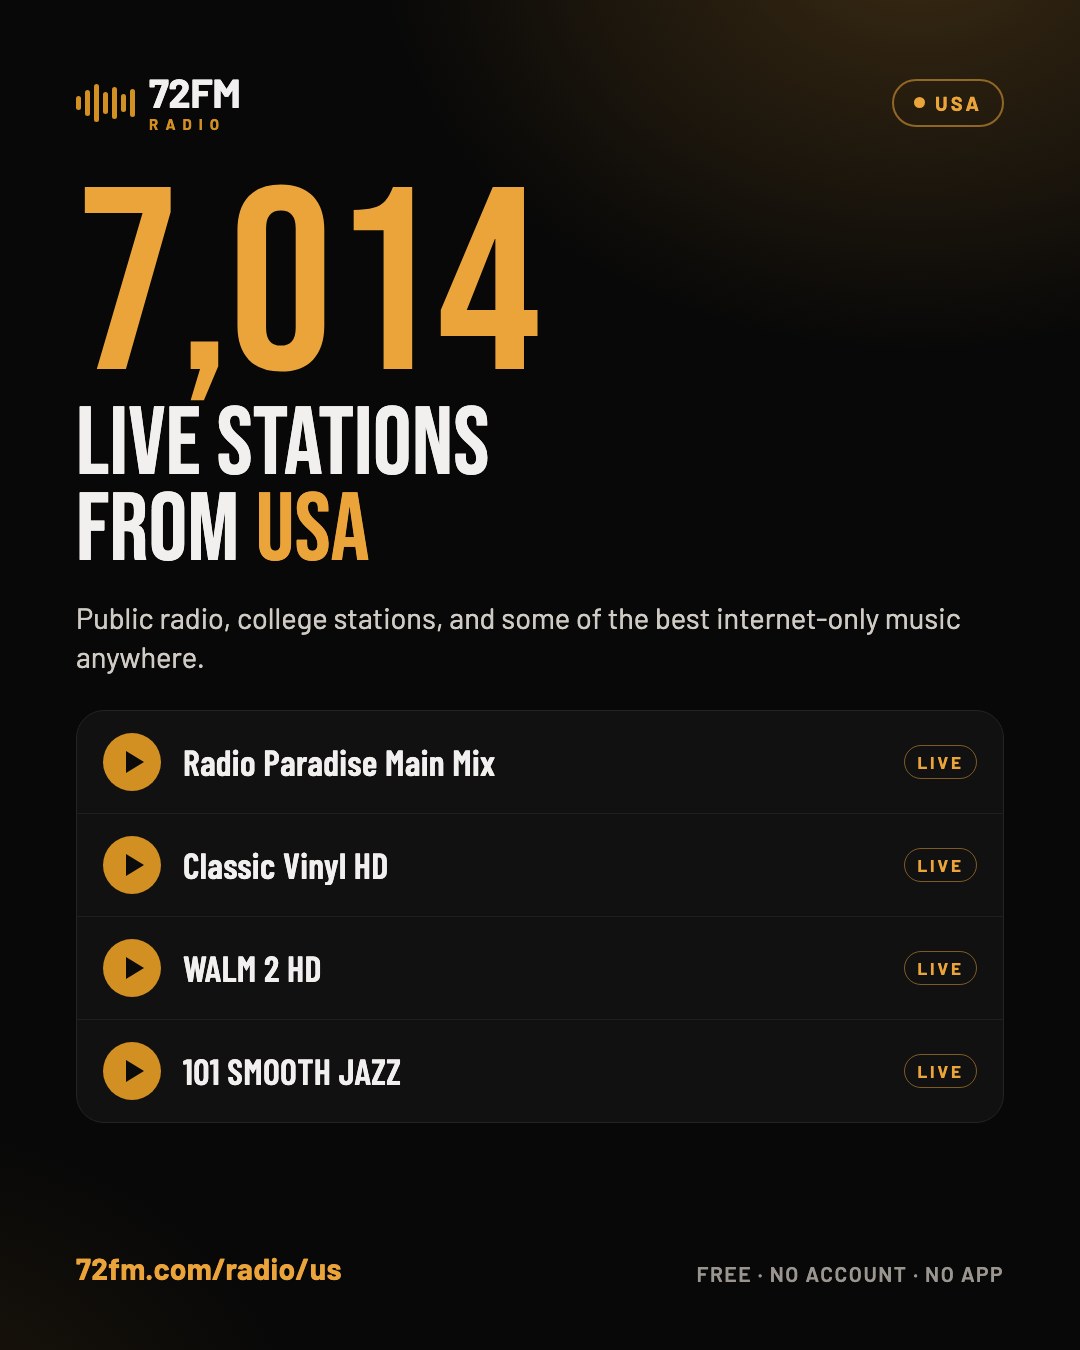 72FM
RADIO
USA
7,014
LIVE STATIONS
FROM USA
Public radio, college stations, and some of the best internet-only music
anywhere.
Radio Paradise Main Mix
LIVE
Classic Vinyl HD
LIVE
WALM 2 HD
LIVE
101 SMOOTH JAZZ
LIVE
72fm.com/radio/us
FREE · NO ACCOUNT · NO APP